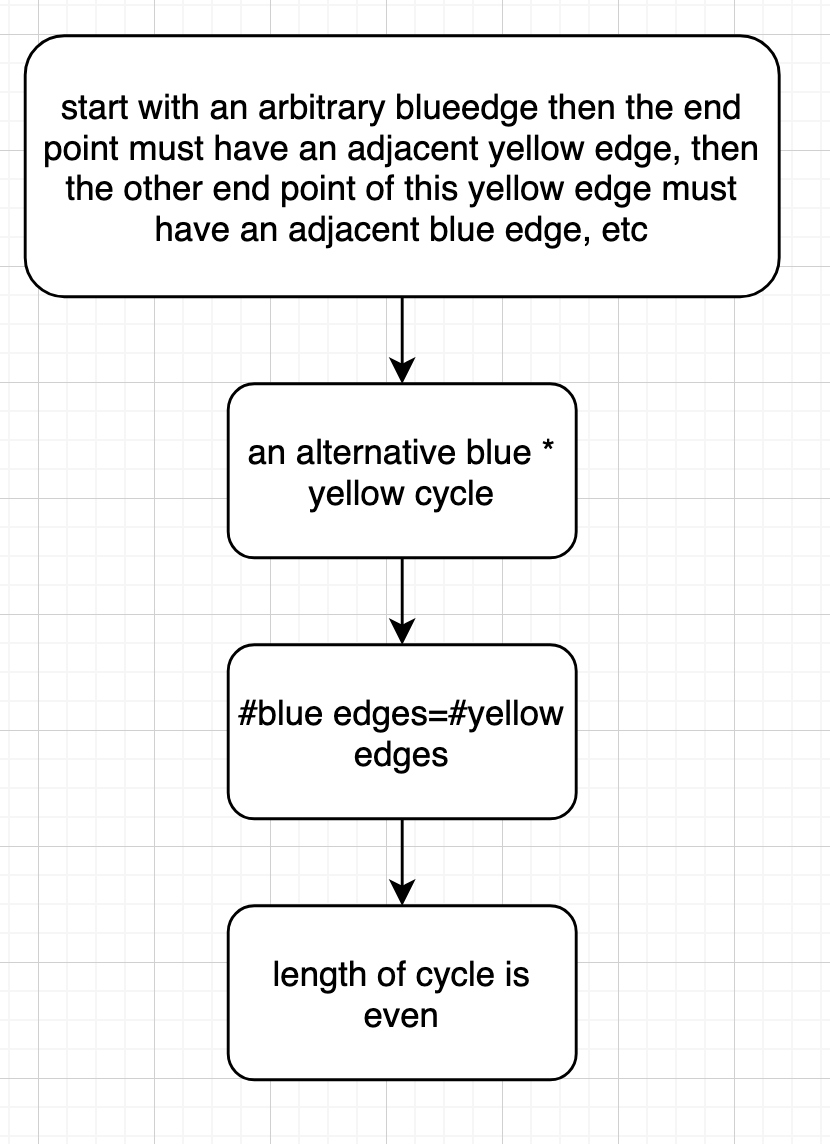 start with an arbitrary blueedge then the end
point must have an adjacent yellow edge, then
the other end point of this yellow edge must
have an adjacent blue edge, etc
an alternative blue *
yellow cycle
#blue edges=#yellow
edges
length of cycle is
even